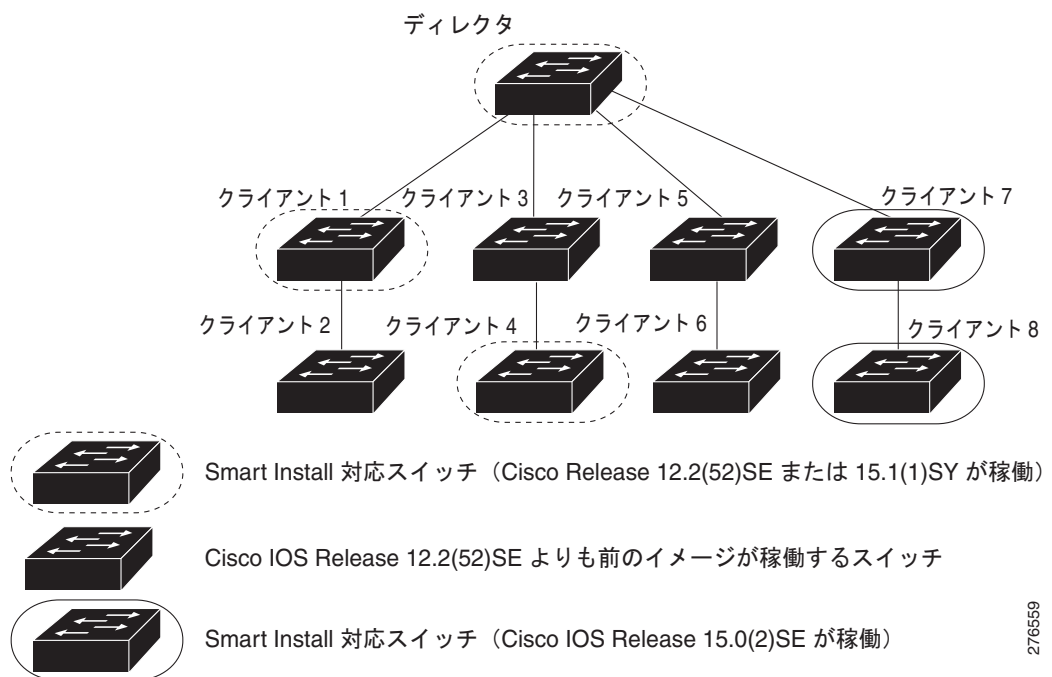 ディレクタ
クライアント 1
クライアント 3
クライアント 5
クライアント 7
クライアント 2
クライアント 4
クライアント 6
クライアント 8
Smart Install 対応スイッチ（Cisco Release 12.2(52)SE または 15.1(1)SY が稼働）
Cisco IOS Release 12.2(52)SE よりも前のイメージが稼働するスイッチ
Smart Install 対応スイッチ（Cisco IOS Release 15.0(2)SE が稼働）
276559